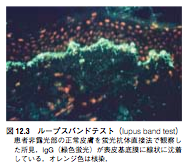 図 12.3　ループスバンドテスト（lupus band test）
患者非露光部の正常皮膚を蛍光抗体直接法で観察し
た所見．IgG（緑色蛍光）が表皮基底膜に線状に沈着
している．オレンジ色は核染．